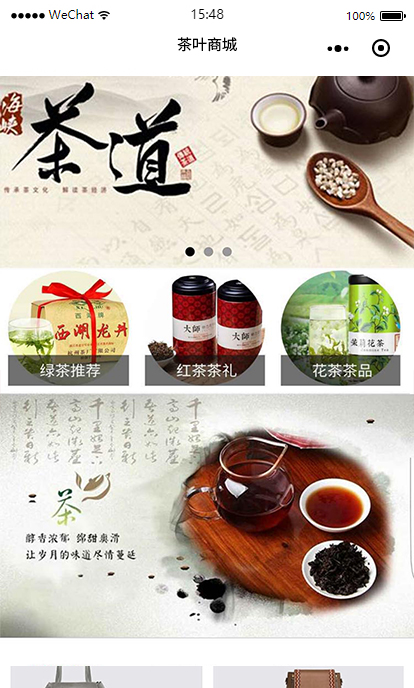 WeChat
15:48
100%
茶叶商城
海峡
茶道
传承茶文化 解读茶经济
西湖龙井
绿茶推荐
大師
大師
红茶茶礼
茉莉花茶
花茶茶品
茶
醇香浓郁 绵甜爽滑
让岁月的味道尽情蔓延